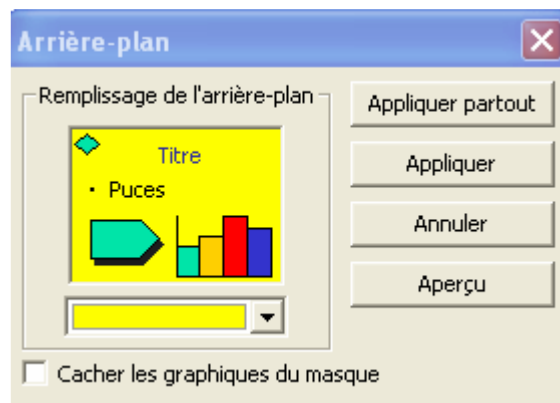 Arrière-plan
Remplissage de l'arrière-plan
Titre
• Puces
Appliquer partout
Appliquer
Annuler
Aperçu
Cacher les graphiques du masque